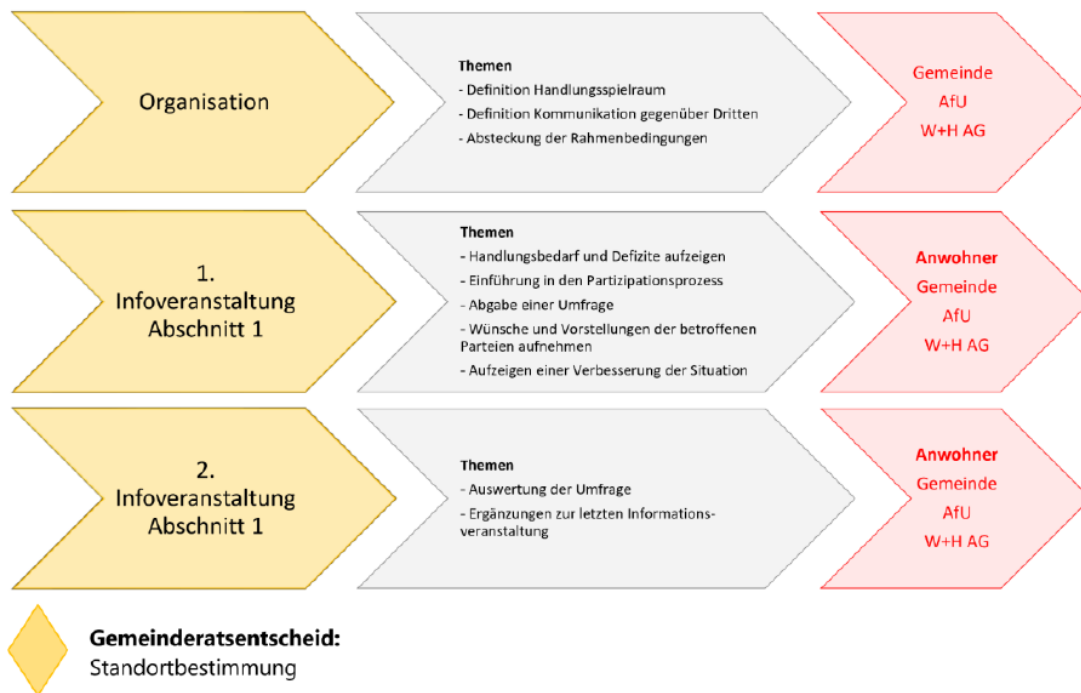 Organisation
Themen
- Definition Handlungsspielraum
- Definition Kommunikation gegenüber Dritten
- Absteckung der Rahmenbedingungen
Gemeinde
AfU
W+H AG
1.
Infoveranstaltung
Abschnitt 1
Themen
- Handlungsbedarf und Defizite aufzeigen
- Einführung in den Partizipationsprozess
- Abgabe einer Umfrage
- Wünsche und Vorstellungen der betroffenen
Parteien aufnehmen
- Aufzeigen einer Verbesserung der Situation
Anwohner
Gemeinde
AfU
W+H AG
2.
Infoveranstaltung
Abschnitt 1
Themen
- Auswertung der Umfrage
- Ergänzungen zur letzten Informations-
veranstaltung
Anwohner
Gemeinde
AfU
W+H AG
Gemeinderatsentscheid:
Standortbestimmung